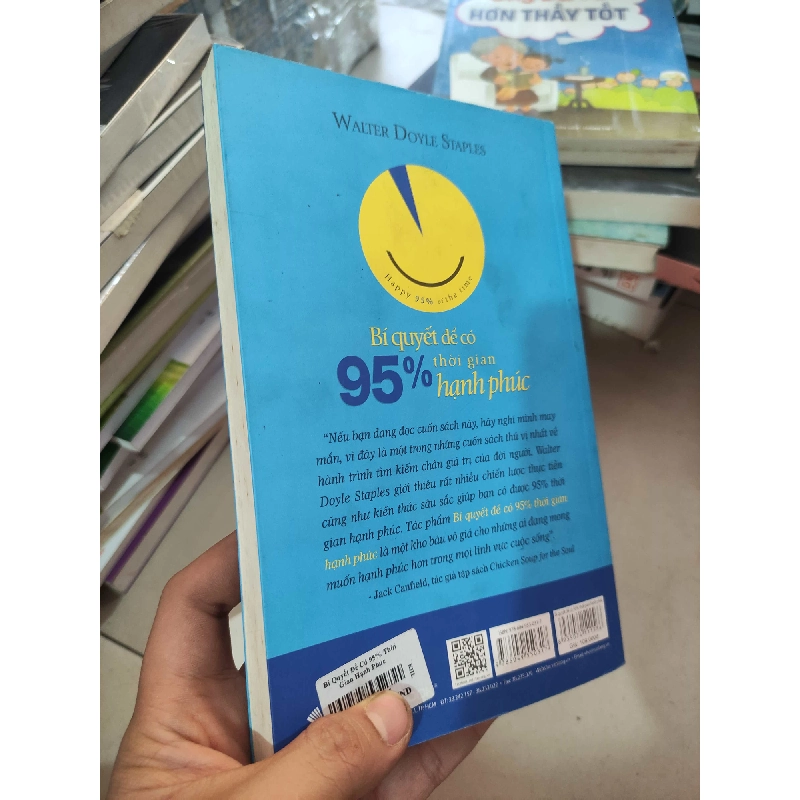 HƠN THẦY TỐT
WALTER DOYLE STAPLES
Happy 95% of the time
Bí quyết để có
95% thời gian
hạnh phúc
"Nếu bạn đang đọc cuốn sách này, hãy nghĩ mình may
mắn, vì đây là một trong những cuốn sách thú vị nhất về
hành trình tìm kiếm chân giá trị của đời người. Walter
Doyle Staples giới thiệu rất nhiều chiến lược thực tiễn
cũng như kiến thức sâu sắc giúp bạn có được 95% thời
gian hạnh phúc. Tác phẩm Bí quyết để có 95% thời gian
hạnh phúc là một kho báu vô giá cho những ai đang mong
muốn hạnh phúc hơn trong mọi lĩnh vực cuộc sống".
- Jack Canfield, tác giả tập sách Chicken Soup for the Soul
Bí Quyết Để Có 95% Thời
Gian Hạnh Phúc